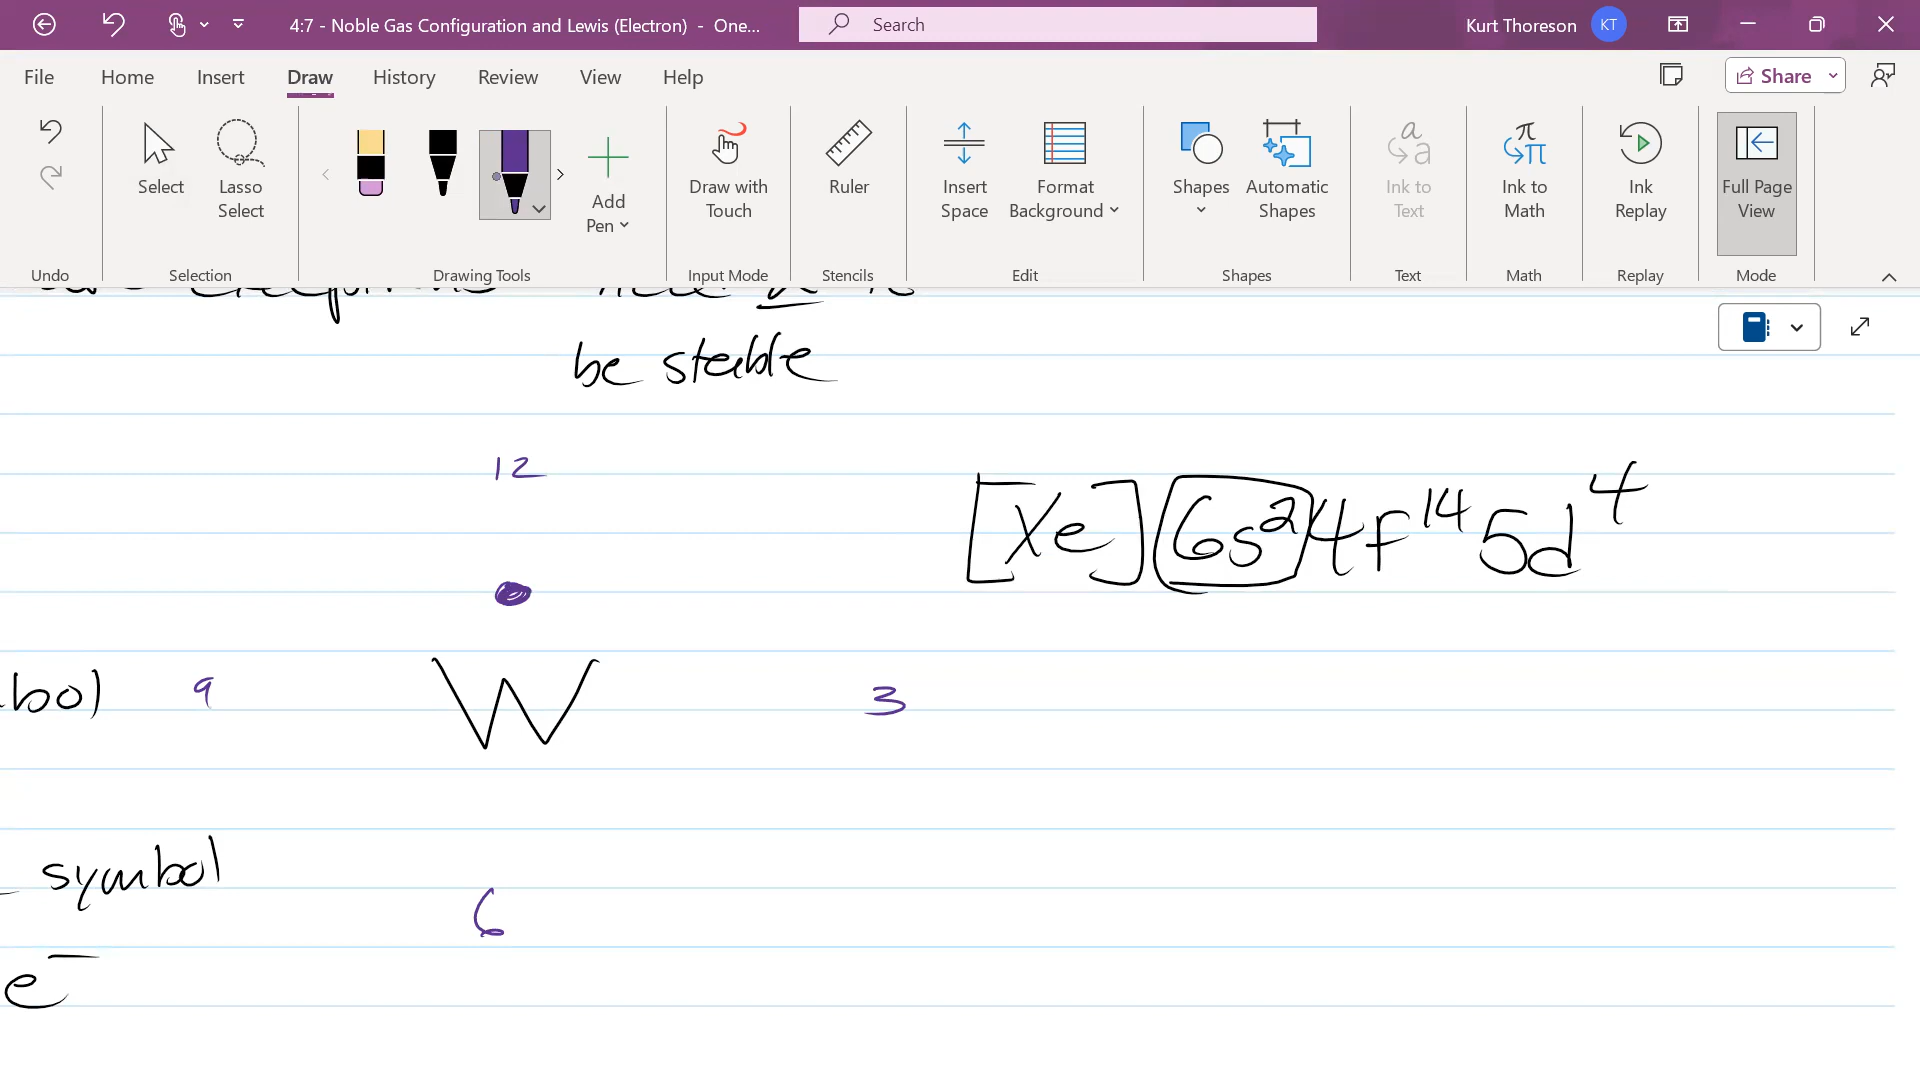 4:7 - Noble Gas Configuration and Lewis (Electron) - One...
Search
Kurt Thoreson KT
File Home Insert Draw History Review View Help
Share
Select
Lasso Select
Add Pen
Draw with Touch
Ruler
Insert Space
Format Background
Shapes
Automatic Shapes
Ink to Text
Ink to Math
Ink Replay
Full Page View
Undo Selection Drawing Tools Input Mode Stencils Edit Shapes Text Math Replay Mode
be stable
12
[Xe]6s²4f¹⁴5d⁴
bol 9 W 3
symbol
6
e⁻